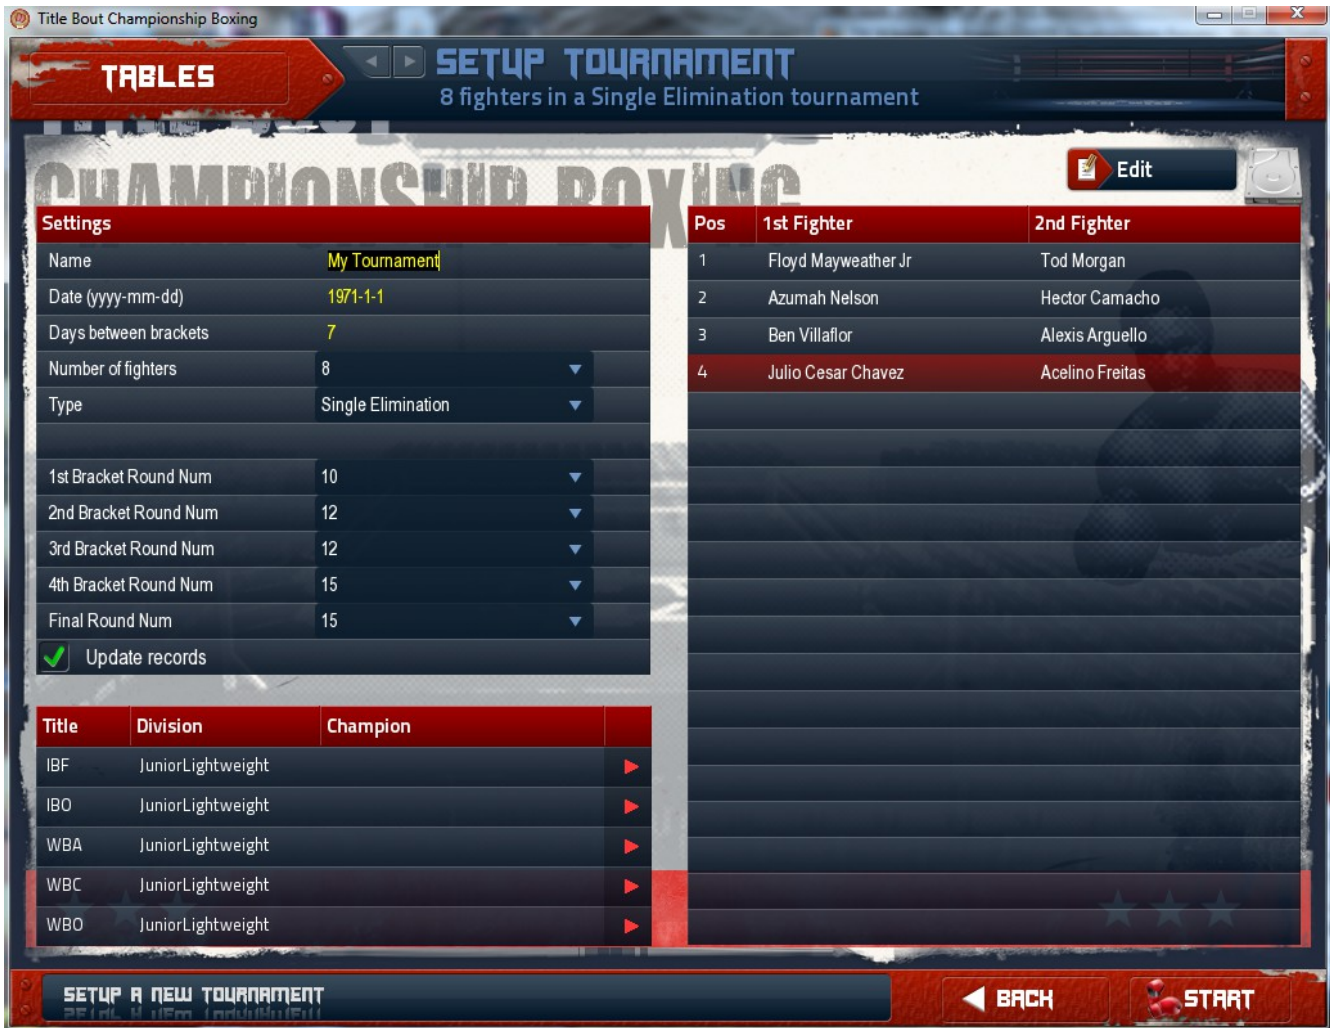 Title Bout Championship Boxing
TABLES
SETUP TOURNAMENT
8 fighters in a Single Elimination tournament
CHAMPIONSHIP BOXING
Edit
Settings
Name My Tournament
Date (yyyy-mm-dd) 1971-1-1
Days between brackets 7
Number of fighters 8
Type Single Elimination
1st Bracket Round Num 10
2nd Bracket Round Num 12
3rd Bracket Round Num 12
4th Bracket Round Num 15
Final Round Num 15
Update records
Pos 1st Fighter 2nd Fighter
1 Floyd Mayweather Jr Tod Morgan
2 Azumah Nelson Hector Camacho
3 Ben Villaflor Alexis Arguello
4 Julio Cesar Chavez Acelino Freitas
Title Division Champion
IBF JuniorLightweight
IBO JuniorLightweight
WBA JuniorLightweight
WBC JuniorLightweight
WBO JuniorLightweight
SETUP A NEW TOURNAMENT
BACK
START